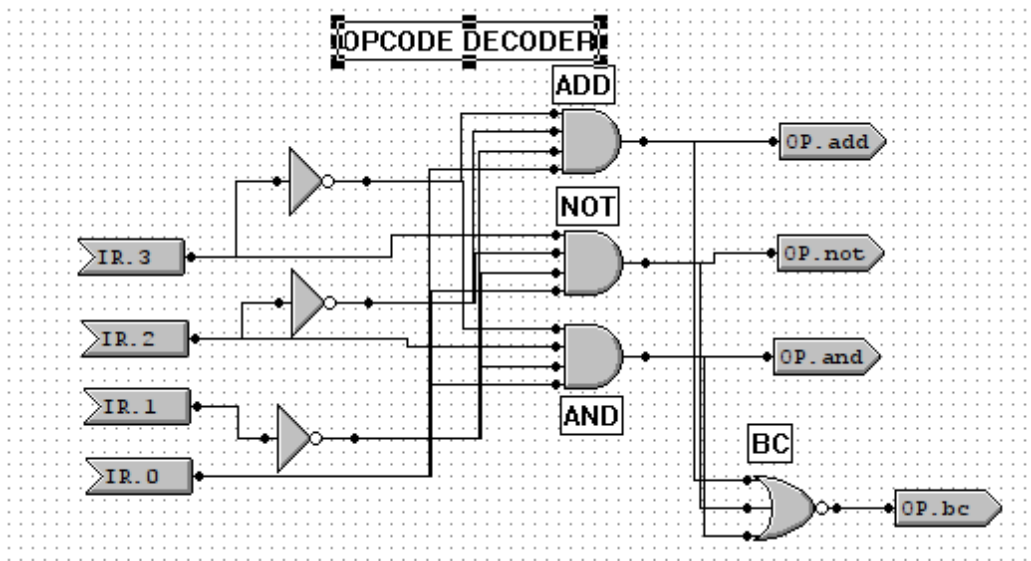 OPCODE DECODER
ADD
OP.add
NOT
IR.3
OP.not
IR.2
OP.and
IR.1
AND
BC
IR.0
OP.bc